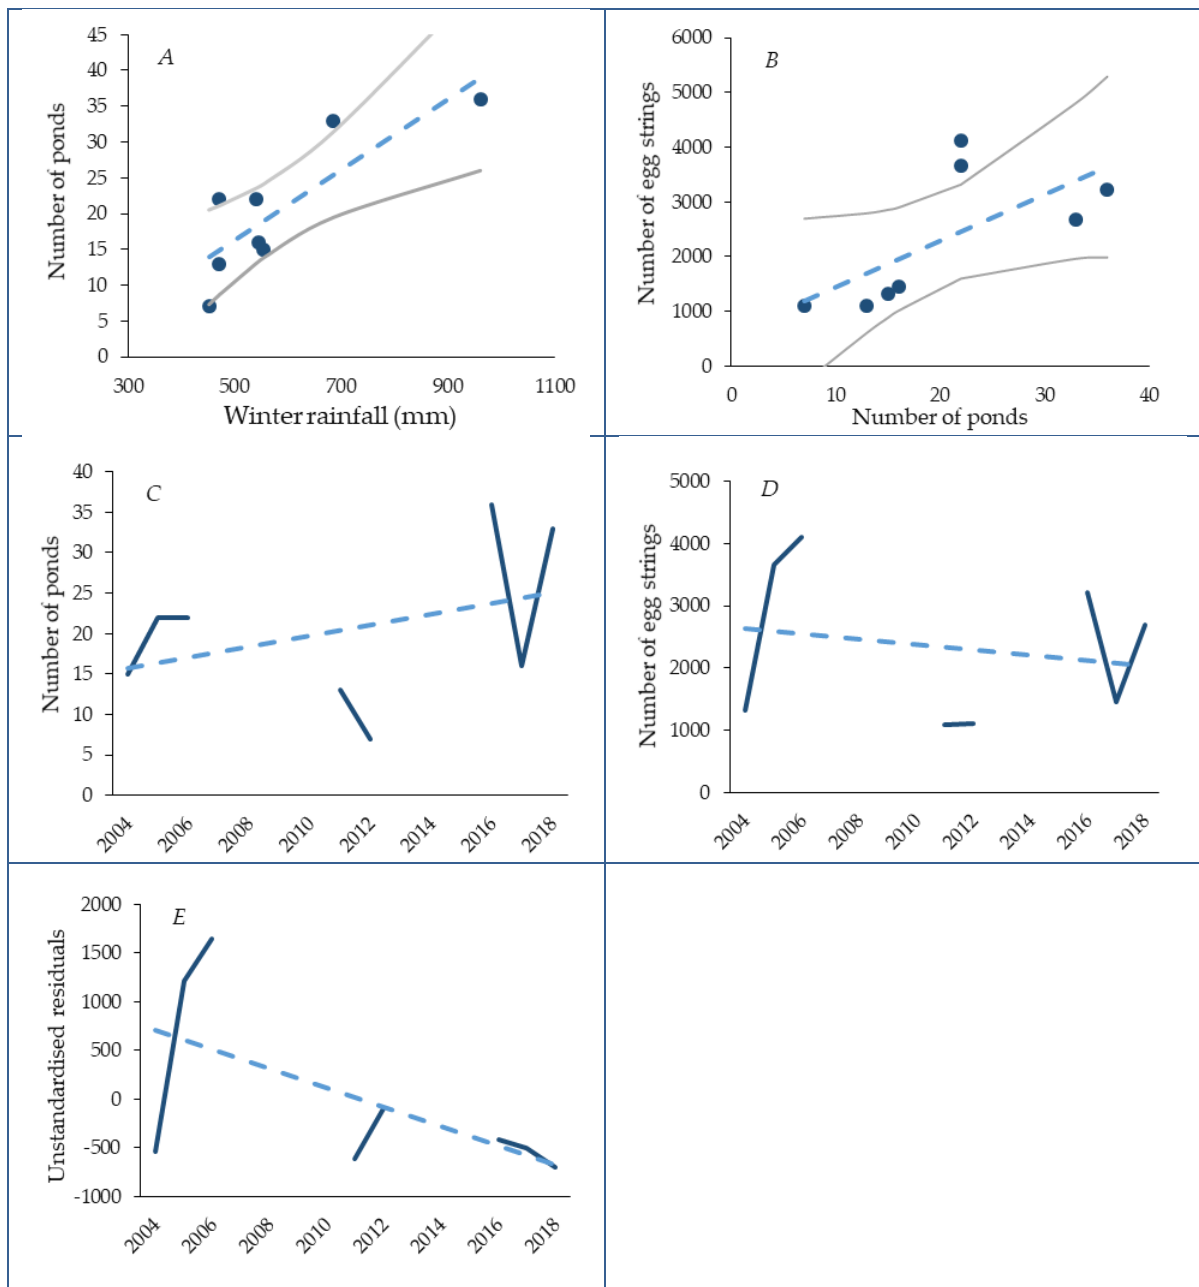 A
Number of ponds
45
40
35
30
25
20
15
10
5
0
300 500 700 900 1100
Winter rainfall (mm)
B
Number of egg strings
6000
5000
4000
3000
2000
1000
0
0 10 20 30 40
Number of ponds
C
Number of ponds
40
35
30
25
20
15
10
5
0
2004 2006 2008 2010 2012 2014 2016 2018
D
Number of egg strings
5000
4000
3000
2000
1000
0
2004 2006 2008 2010 2012 2014 2016 2018
E
Unstandardised residuals
2000
1500
1000
500
0
-500
-1000
2004 2006 2008 2010 2012 2014 2016 2018